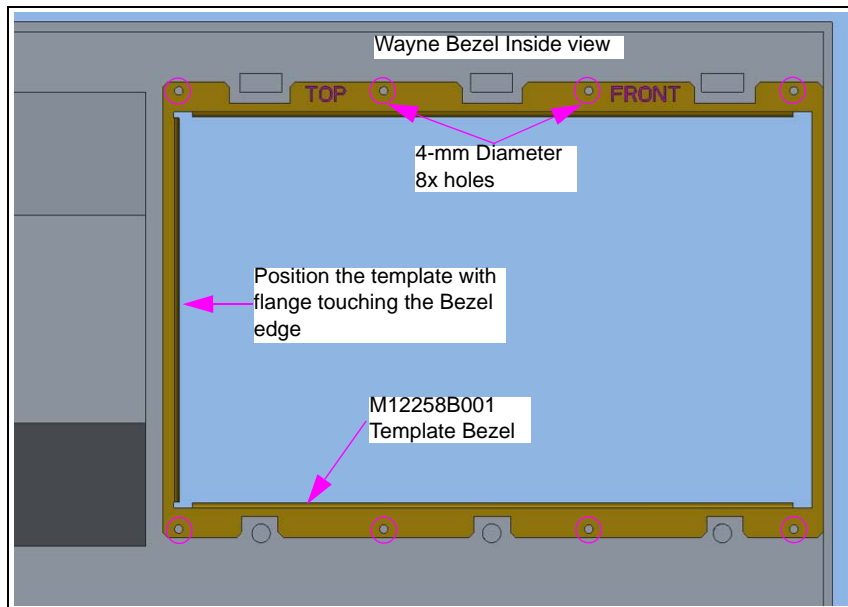 Wayne Bezel Inside view
TOP
FRONT
4-mm Diameter
8x holes
Position the template with
flange touching the Bezel
edge
M12258B001
Template Bezel